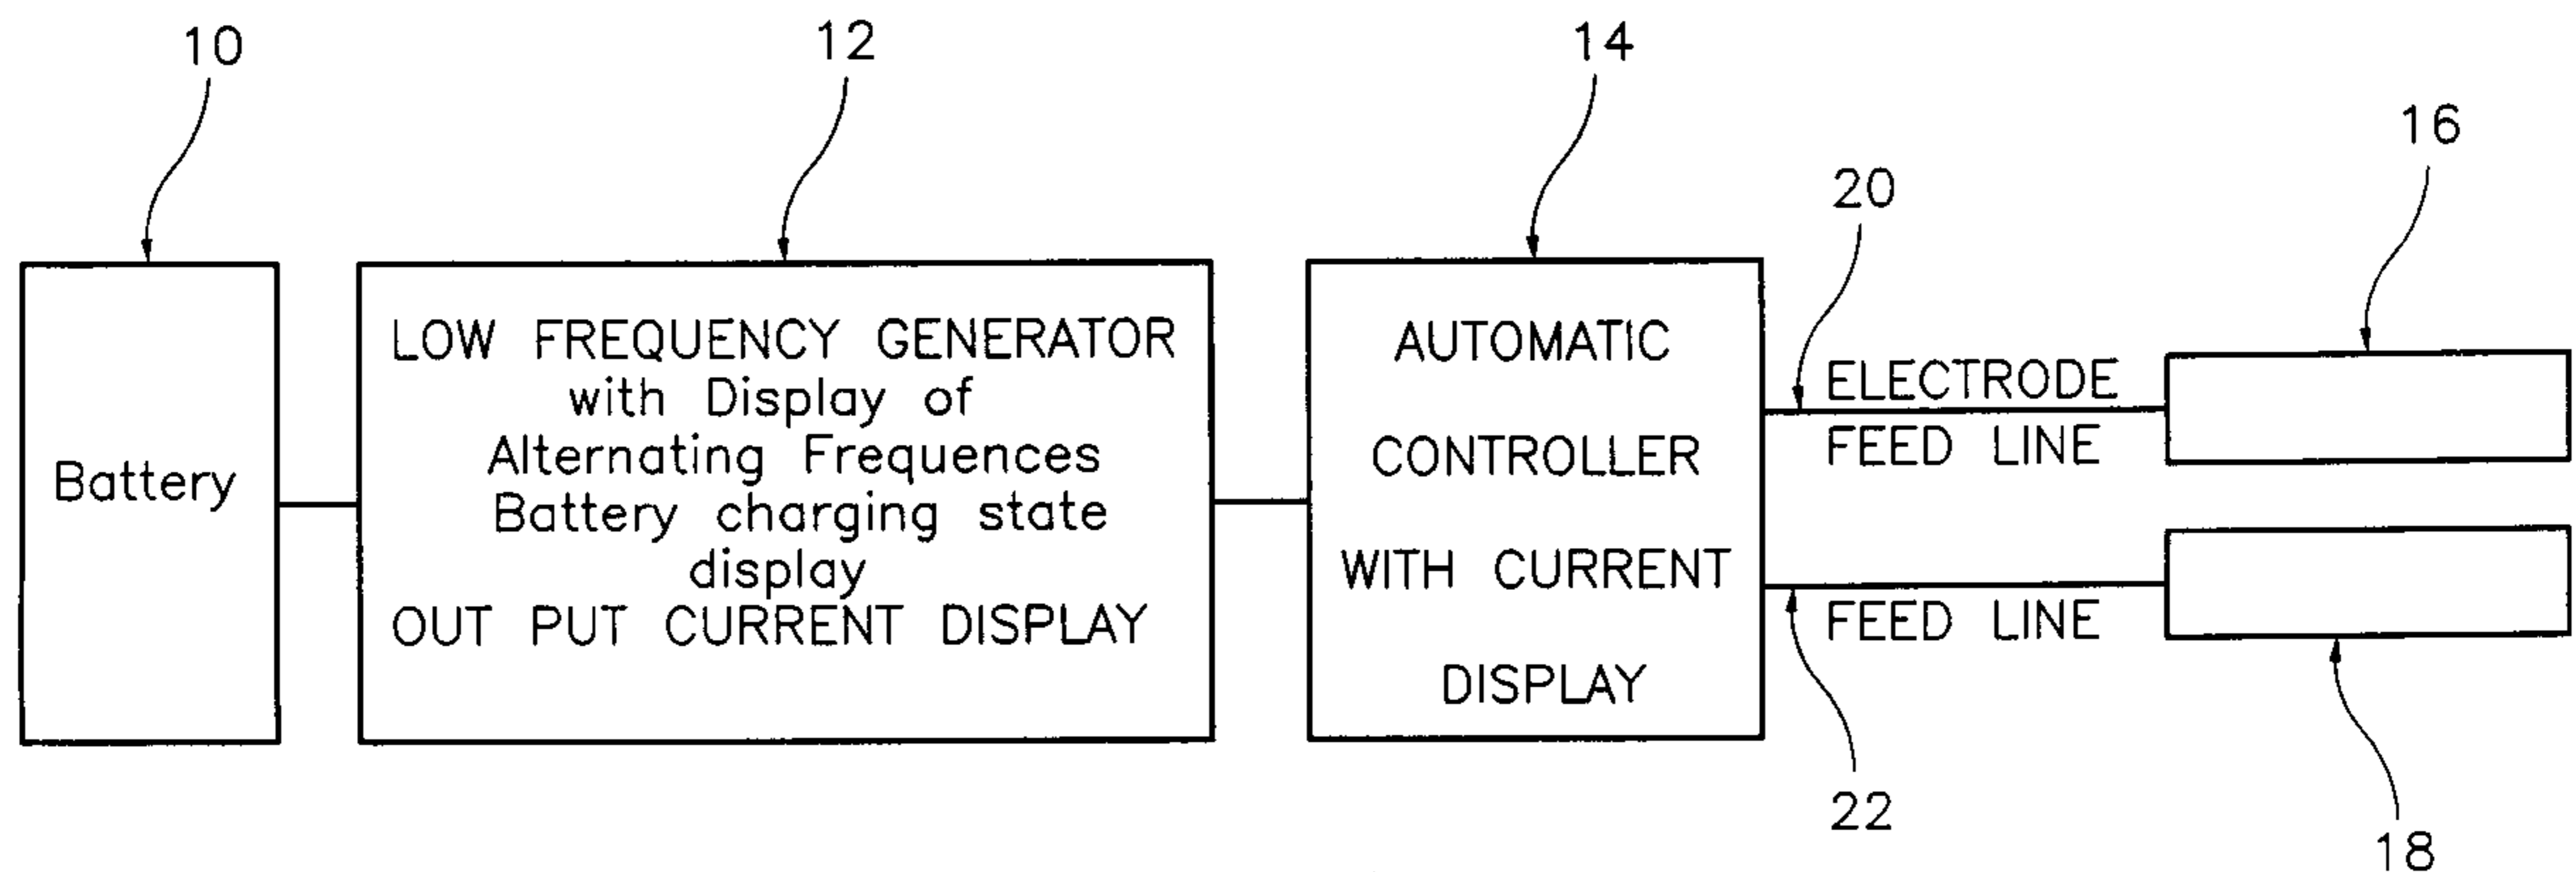 10
12
14
16
20
Battery
LOW FREQUENCY GENERATOR
with Display of
Alternating Frequences
Battery charging state
display
OUT PUT CURRENT DISPLAY
AUTOMATIC
CONTROLLER
WITH CURRENT
DISPLAY
ELECTRODE
FEED LINE
FEED LINE
22
18